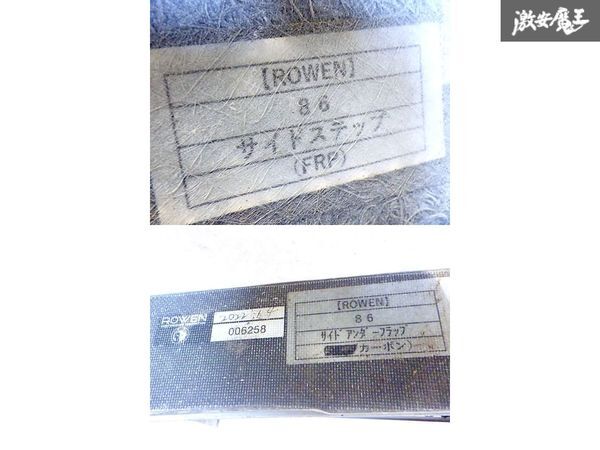 激安魔王
【ROWEN】
86
サイドステップ
(FRP)
ROWEN
006258
【ROWEN】
86
サイドアンダーフラップ
カーボン)